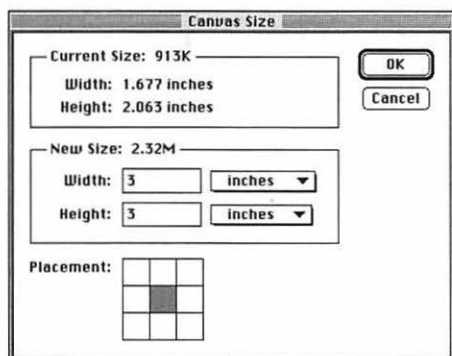 Canvas Size
Current Size: 913K
Width: 1.677 inches
Height: 2.063 inches
OK
Cancel
New Size: 2.32M
Width: 3 inches
Height: 3 inches
Placement: